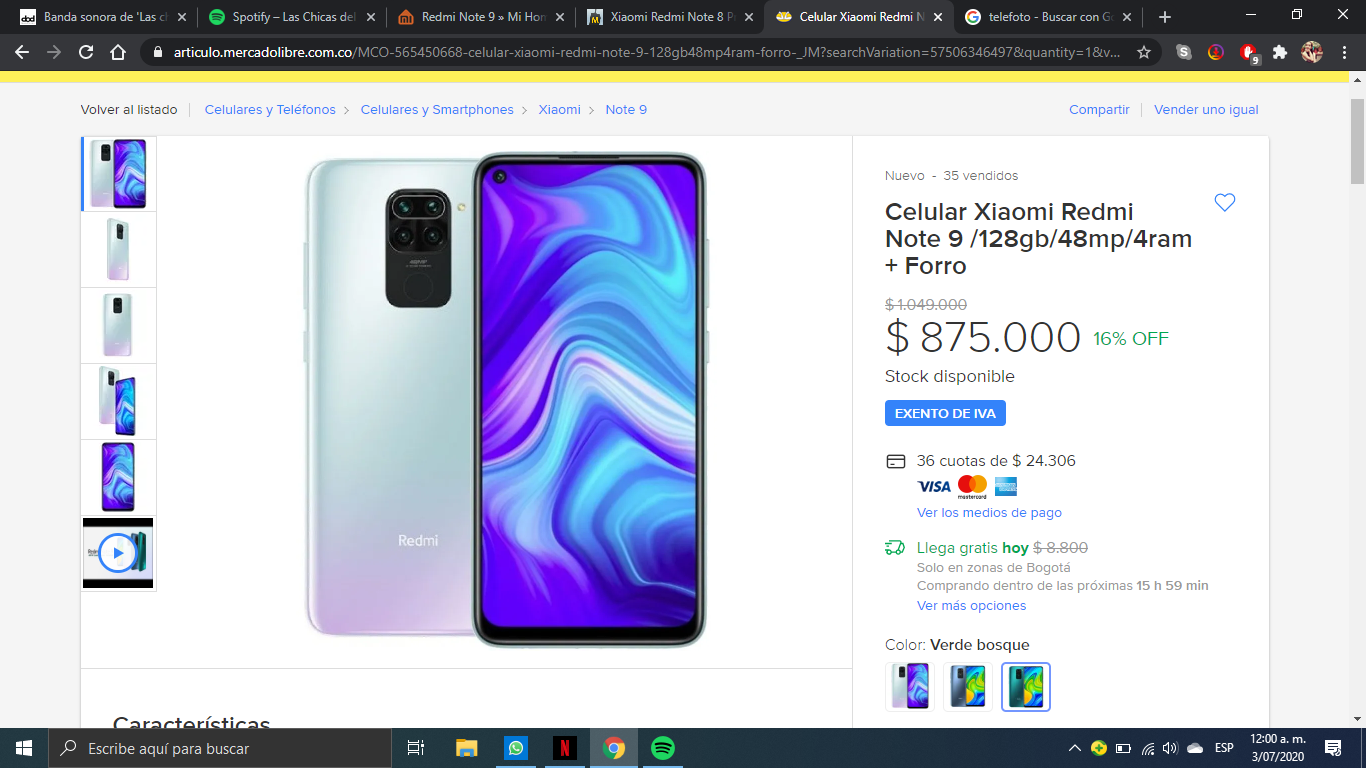 Banda sonora de 'Las ch
Spotify – Las Chicas del
Redmi Note 9 » Mi Hom
Xiaomi Redmi Note 8 P
Celular Xiaomi Redmi N
telefoto - Buscar con Go
articulo.mercadolibre.com.co/MCO-565450668-celular-xiaomi-redmi-note-9-128gb48mp4ram-forro-_JM?searchVariation=57506346497&quantity=1&v...
9
Volver al listado
Celulares y Teléfonos
Celulares y Smartphones
Xiaomi
Note 9
Compartir
Vender uno igual
Redmi
Nuevo - 35 vendidos
Celular Xiaomi Redmi
Note 9 /128gb/48mp/4ram
+ Forro
$ 1.049.000
$ 875.000 16% OFF
Stock disponible
EXENTO DE IVA
36 cuotas de $ 24.306
VISA mastercard
Ver los medios de pago
Llega gratis hoy $ 8.800
Solo en zonas de Bogotá
Comprando dentro de las próximas 15 h 59 min
Ver más opciones
Color: Verde bosque
Características
Escribe aquí para buscar
ESP
12:00 a. m.
3/07/2020